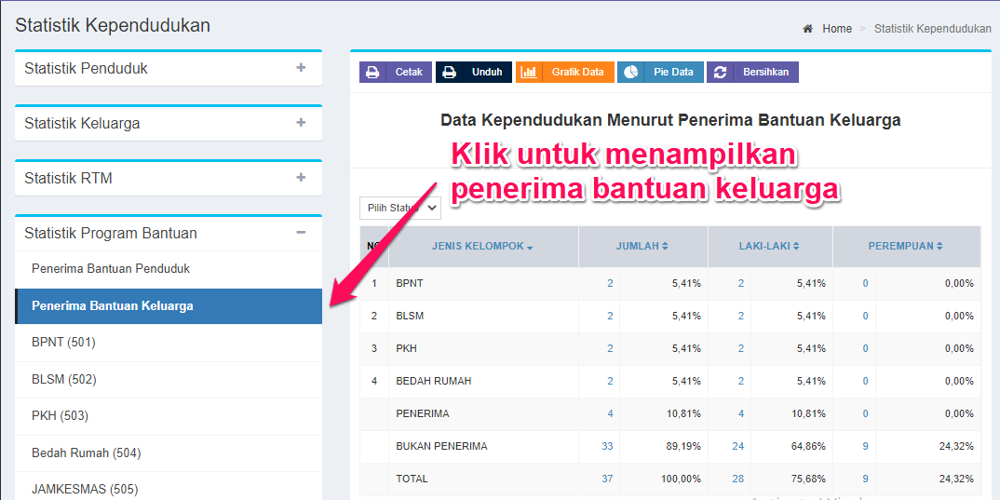 Statistik Kependudukan
Home > Statistik Kependudukan
Statistik Penduduk +
Statistik Keluarga +
Statistik RTM +
Statistik Program Bantuan −
Penerima Bantuan Penduduk
Penerima Bantuan Keluarga
BPNT (501)
BLSM (502)
PKH (503)
Bedah Rumah (504)
JAMKESMAS (505)
Cetak Unduh Grafik Data Pie Data Bersihkan
Data Kependudukan Menurut Penerima Bantuan Keluarga
Klik untuk menampilkan
penerima bantuan keluarga
Pilih Status
NO JENIS KELOMPOK JUMLAH LAKI-LAKI PEREMPUAN
1 BPNT 2 5,41% 2 5,41% 0 0,00%
2 BLSM 2 5,41% 2 5,41% 0 0,00%
3 PKH 2 5,41% 2 5,41% 0 0,00%
4 BEDAH RUMAH 2 5,41% 2 5,41% 0 0,00%
PENERIMA 4 10,81% 4 10,81% 0 0,00%
BUKAN PENERIMA 33 89,19% 24 64,86% 9 24,32%
TOTAL 37 100,00% 28 75,68% 9 24,32%